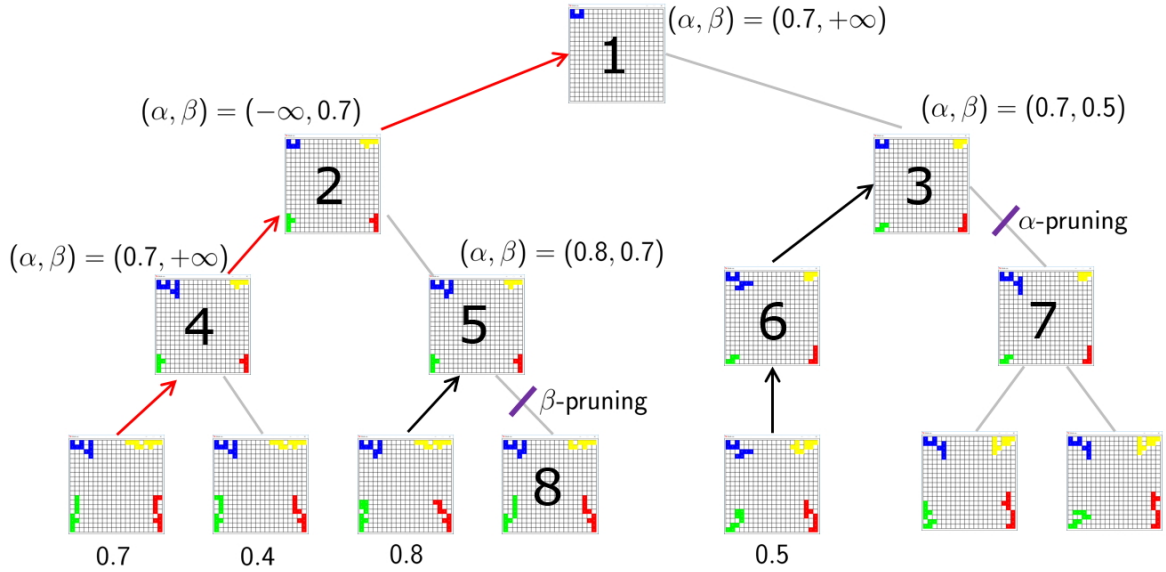 1
(α, β) = (0.7, +∞)
(α, β) = (−∞, 0.7)
(α, β) = (0.7, 0.5)
2
3
α-pruning
(α, β) = (0.7, +∞)
(α, β) = (0.8, 0.7)
4
5
6
7
β-pruning
8
0.7
0.4
0.8
0.5